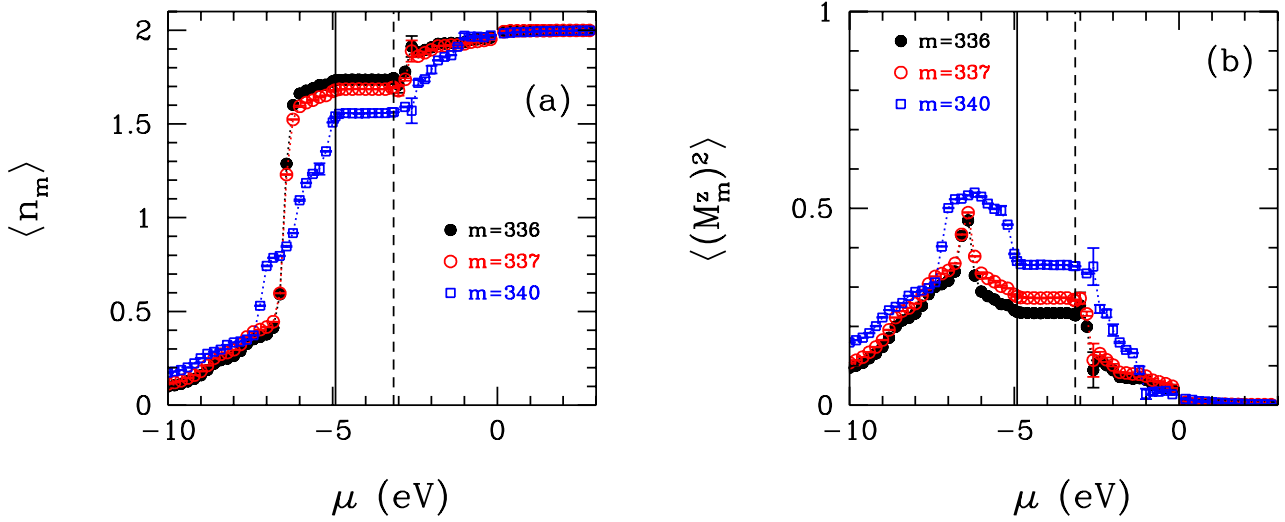 2
1.5
1
0.5
0
−10
−5
0
⟨n_m⟩
μ (eV)
(a)
m=336
m=337
m=340
1
0.5
0
−10
−5
0
⟨(M_m^z)^2⟩
μ (eV)
(b)
m=336
m=337
m=340